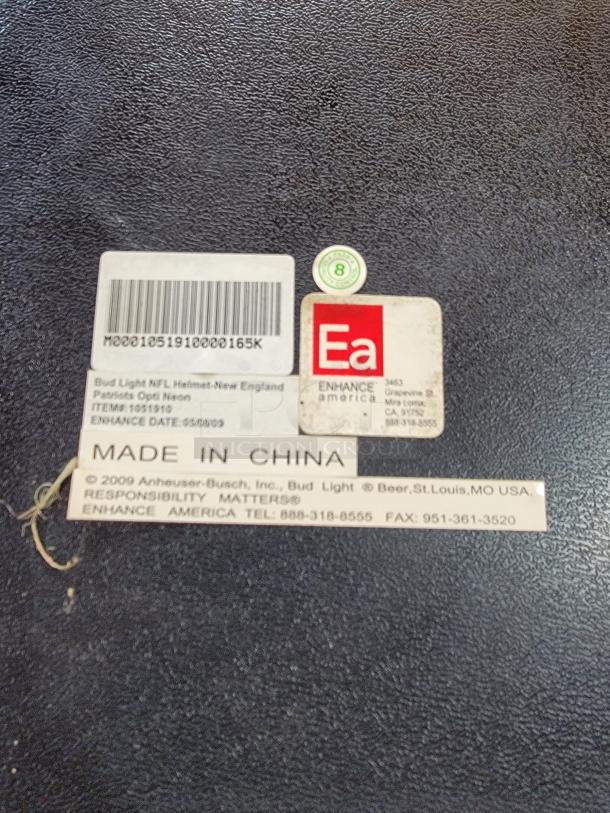 8
M0001051910000165K
Ea
ENHANCE
america
3463
Grapevine St.
Mira Loma,
CA, 91752
888-318-8555
Bud Light NFL Helmet-New England
Patriots Opti Neon
ITEM#:1051910
ENHANCE DATE:05/08/09
MADE IN CHINA
© 2009 Anheuser-Busch, Inc., Bud Light ® Beer,St.Louis,MO USA.
RESPONSIBILITY MATTERS®
ENHANCE AMERICA TEL: 888-318-8555 FAX: 951-361-3520